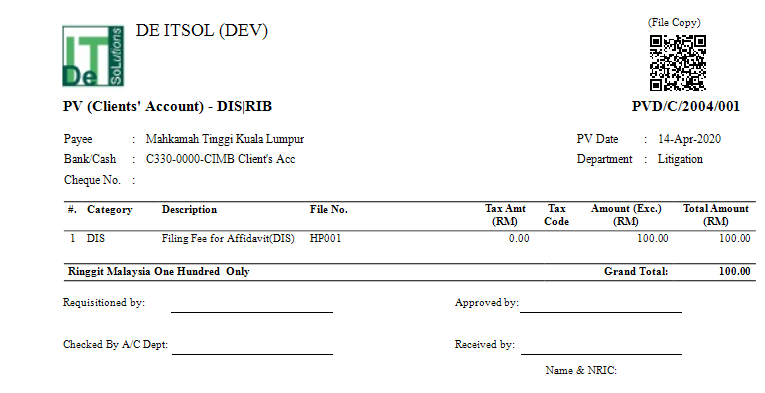 IT
De
SoLutions
DE ITSOL (DEV)
(File Copy)
PV (Clients' Account) - DIS|RIB
PVD/C/2004/001
Payee : Mahkamah Tinggi Kuala Lumpur
PV Date : 14-Apr-2020
Bank/Cash : C330-0000-CIMB Client's Acc
Department : Litigation
Cheque No. :
#. Category Description File No. Tax Amt (RM) Tax Code Amount (Exc.) (RM) Total Amount (RM)
1 DIS Filing Fee for Affidavit(DIS) HP001 0.00 100.00 100.00
Ringgit Malaysia One Hundred Only Grand Total: 100.00
Requisitioned by:
Approved by:
Checked By A/C Dept:
Received by:
Name & NRIC: